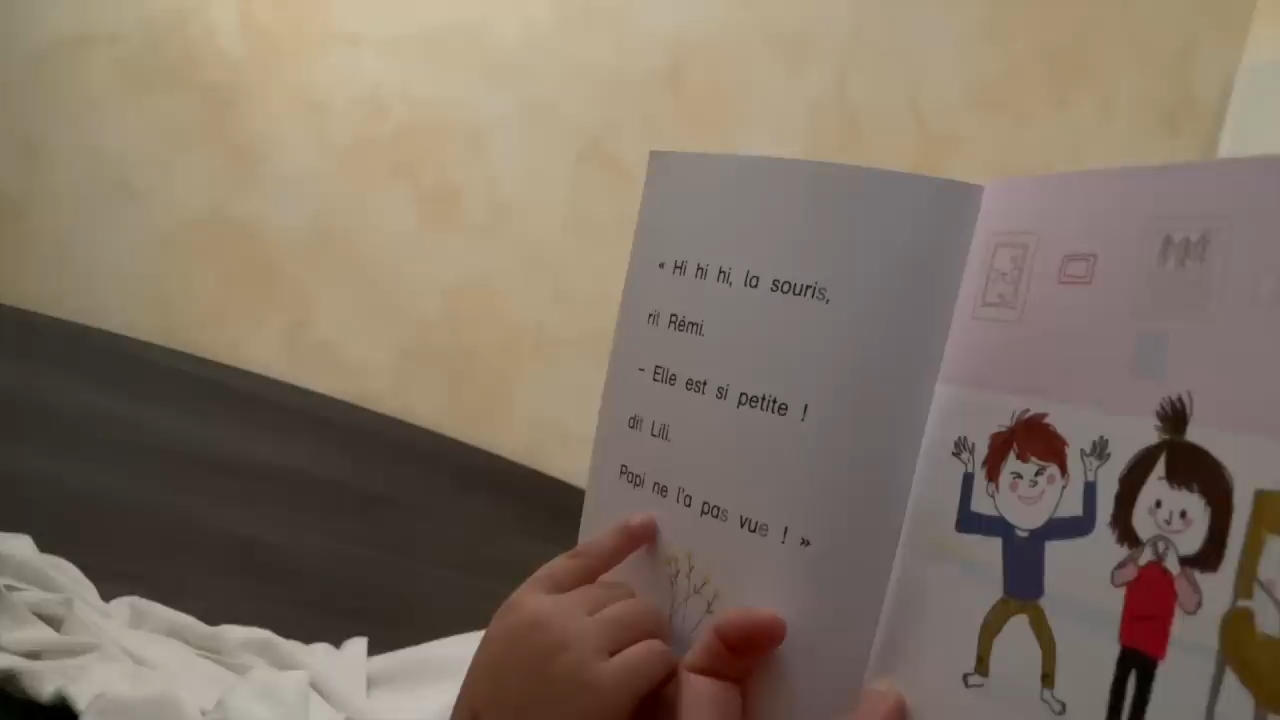 « Hi hi hi, la souris,
rit Rémi.
- Elle est si petite !
dit Lili.
Papi ne l'a pas vue ! »